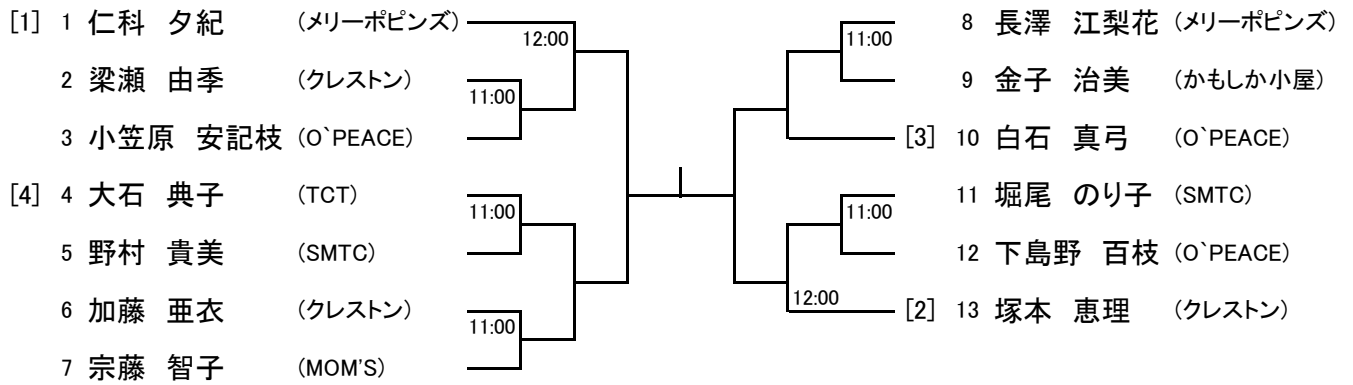 [1] 1 仁科 夕紀 (メリーポピンズ)
12:00
2 梁瀬 由季 (クレストン)
11:00
3 小笠原 安記枝 (O`PEACE)
[4] 4 大石 典子 (TCT)
11:00
5 野村 貴美 (SMTC)
6 加藤 亜衣 (クレストン)
11:00
7 宗藤 智子 (MOM'S)
8 長澤 江梨花 (メリーポピンズ)
11:00
9 金子 治美 (かもしか小屋)
[3] 10 白石 真弓 (O`PEACE)
11 堀尾 のり子 (SMTC)
11:00
12 下島野 百枝 (O`PEACE)
12:00
[2] 13 塚本 恵理 (クレストン)